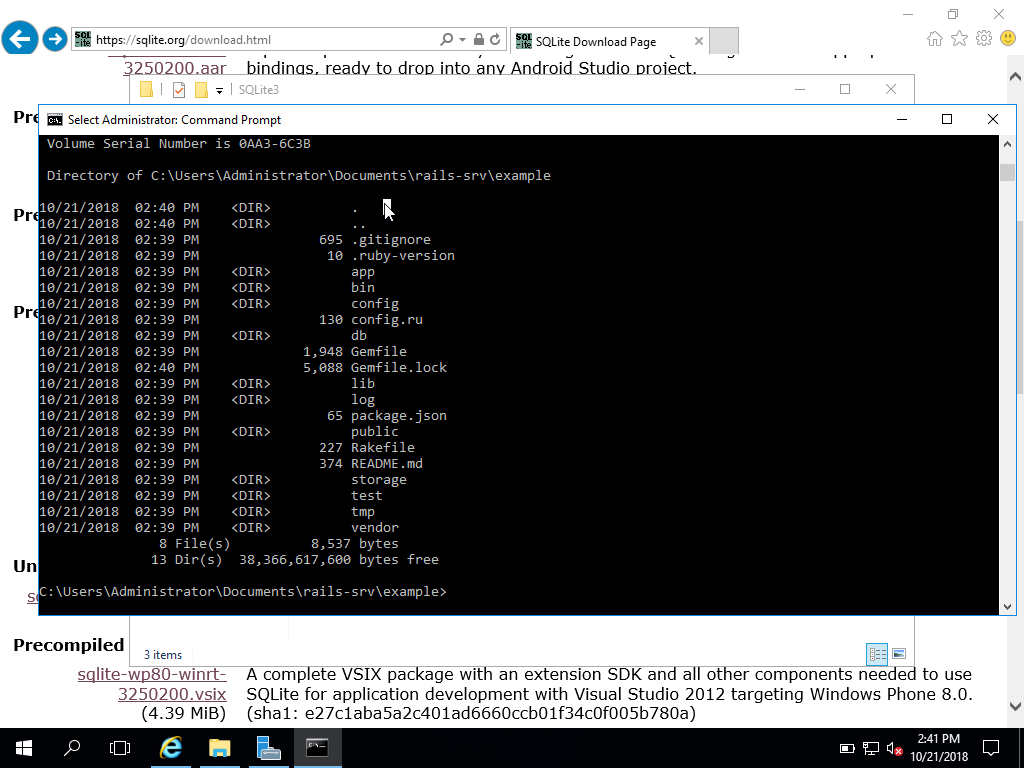 https://sqlite.org/download.html
SQLite Download Page
3250200.aar
bindings, ready to drop into any Android Studio project.
SQLite3
Pre
Select Administrator: Command Prompt
Volume Serial Number is 0AA3-6C3B
Directory of C:\Users\Administrator\Documents\rails-srv\example
10/21/2018 02:40 PM <DIR> .
10/21/2018 02:40 PM <DIR> ..
10/21/2018 02:39 PM 695 .gitignore
10/21/2018 02:39 PM 10 .ruby-version
10/21/2018 02:39 PM <DIR> app
10/21/2018 02:39 PM <DIR> bin
10/21/2018 02:39 PM <DIR> config
10/21/2018 02:39 PM 130 config.ru
10/21/2018 02:39 PM <DIR> db
10/21/2018 02:39 PM 1,948 Gemfile
10/21/2018 02:40 PM 5,088 Gemfile.lock
10/21/2018 02:39 PM <DIR> lib
10/21/2018 02:39 PM <DIR> log
10/21/2018 02:39 PM 65 package.json
10/21/2018 02:39 PM <DIR> public
10/21/2018 02:39 PM 227 Rakefile
10/21/2018 02:39 PM 374 README.md
10/21/2018 02:39 PM <DIR> storage
10/21/2018 02:39 PM <DIR> test
10/21/2018 02:39 PM <DIR> tmp
10/21/2018 02:39 PM <DIR> vendor
8 File(s) 8,537 bytes
13 Dir(s) 38,366,617,600 bytes free
C:\Users\Administrator\Documents\rails-srv\example>
Pre
Pre
Un
Precompiled
3 items
sqlite-wp80-winrt-3250200.vsix
(4.39 MiB)
A complete VSIX package with an extension SDK and all other components needed to use
SQLite for application development with Visual Studio 2012 targeting Windows Phone 8.0.
(sha1: e27c1aba5a2c401ad6660ccb01f34c0f005b780a)
2:41 PM
10/21/2018